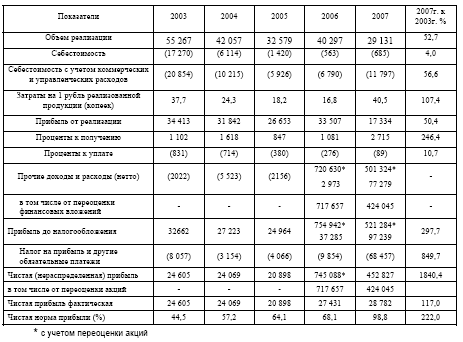 Показатели 2003 2004 2005 2006 2007 2007г. к 2003г. %
Объем реализации 55 267 42 057 32 579 40 297 29 131 52,7
Себестоимость (17 270) (6 114) (1 420) (563) (685) 4,0
Себестоимость с учетом коммерческих и управленческих расходов (20 854) (10 215) (5 926) (6 790) (11 797) 56,6
Затраты на 1 рубль реализованной продукции (копеек) 37,7 24,3 18,2 16,8 40,5 107,4
Прибыль от реализации 34 413 31 842 26 653 33 507 17 334 50,4
Проценты к получению 1 102 1 618 847 1 081 2 715 246,4
Проценты к уплате (831) (714) (380) (276) (89) 10,7
Прочие доходы и расходы (нетто) (2022) (5 523) (2156) 720 630* 2 973 501 324* 77 279 -
в том числе от переоценки финансовых вложений - - - 717 657 424 045 -
Прибыль до налогообложения 32662 27 223 24 964 754 942* 37 285 521 284* 97 239 297,7
Налог на прибыль и другие обязательные платежи (8 057) (3 154) (4 066) (9 854) (68 457) 849,7
Чистая (нераспределенная) прибыль 24 605 24 069 20 898 745 088* 452 827 1840,4
в том числе от переоценки акций - - - 717 657 424 045 -
Чистая прибыль фактическая 24 605 24 069 20 898 27 431 28 782 117,0
Чистая норма прибыли (%) 44,5 57,2 64,1 68,1 98,8 222,0
* с учетом переоценки акций